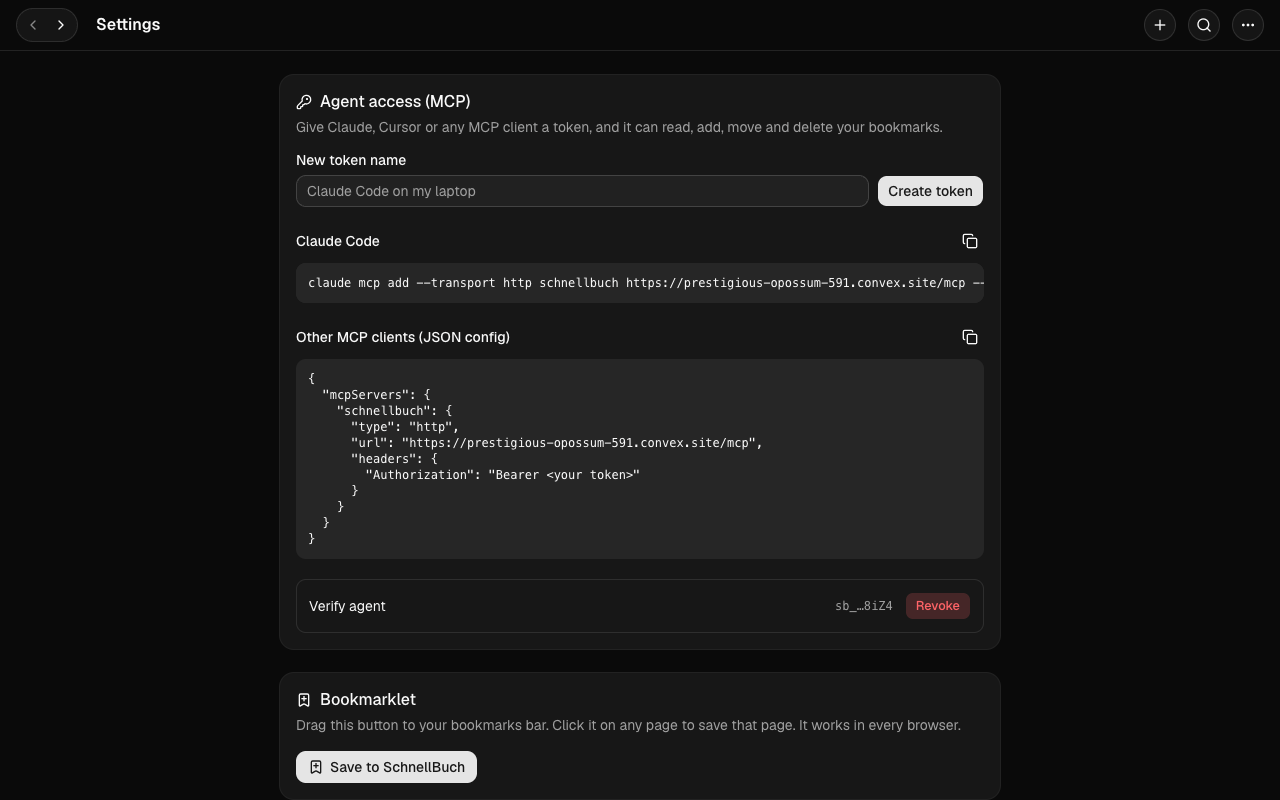 Settings
Agent access (MCP)
Give Claude, Cursor or any MCP client a token, and it can read, add, move and delete your bookmarks.
New token name
Claude Code on my laptop
Create token
Claude Code
claude mcp add --transport http schnellbuch https://prestigious-opossum-591.convex.site/mcp --
Other MCP clients (JSON config)
{
  "mcpServers": {
    "schnellbuch": {
      "type": "http",
      "url": "https://prestigious-opossum-591.convex.site/mcp",
      "headers": {
        "Authorization": "Bearer <your token>"
      }
    }
  }
}
Verify agent
sb_…8iZ4
Revoke
Bookmarklet
Drag this button to your bookmarks bar. Click it on any page to save that page. It works in every browser.
Save to SchnellBuch